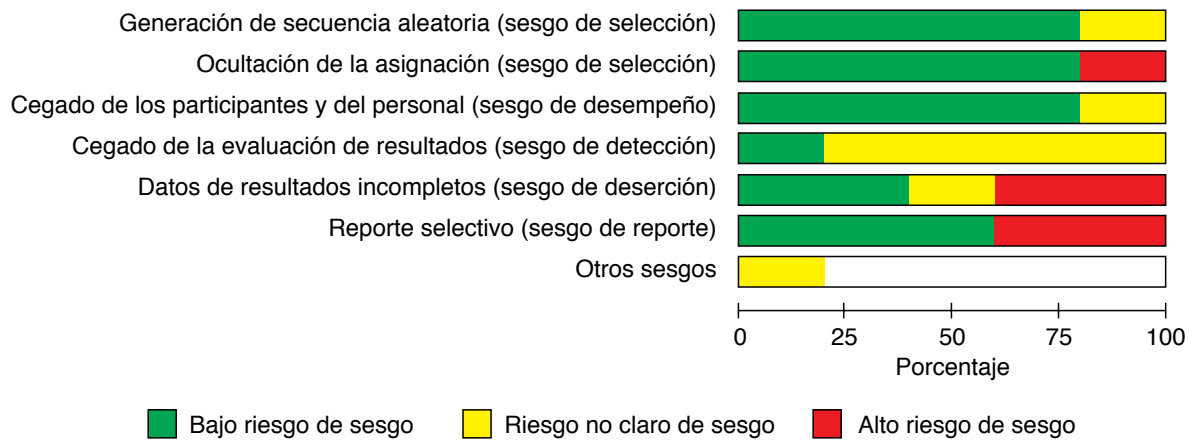 Generación de secuencia aleatoria (sesgo de selección)
Ocultación de la asignación (sesgo de selección)
Cegado de los participantes y del personal (sesgo de desempeño)
Cegado de la evaluación de resultados (sesgo de detección)
Datos de resultados incompletos (sesgo de deserción)
Reporte selectivo (sesgo de reporte)
Otros sesgos
0 25 50 75 100
Porcentaje
Bajo riesgo de sesgo Riesgo no claro de sesgo Alto riesgo de sesgo